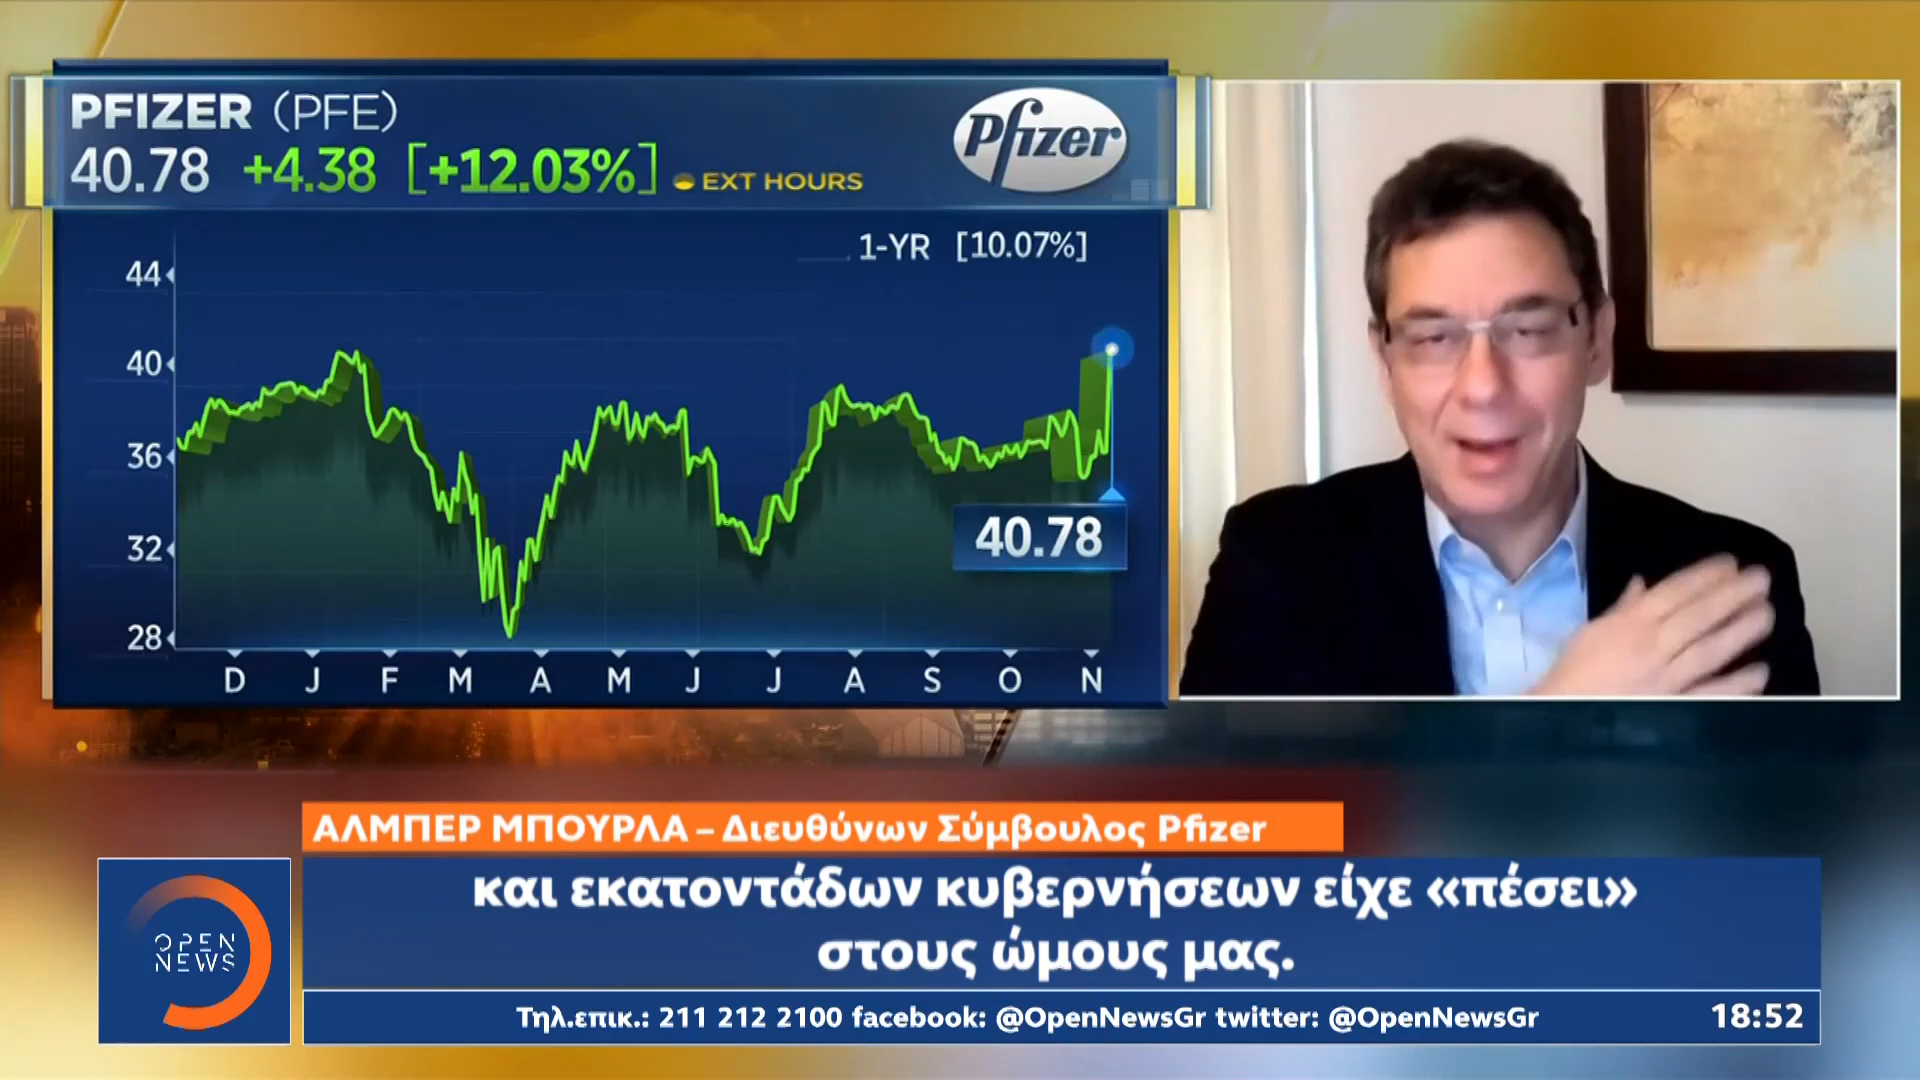 PFIZER (PFE)
40.78 +4.38 [+12.03%] EXT HOURS
Pfizer
1-YR [10.07%]
44
40
36
32
28
40.78
D J F M A M J J A S O N
ΑΛΜΠΕΡ ΜΠΟΥΡΛΑ – Διευθύνων Σύμβουλος Pfizer
και εκατοντάδων κυβερνήσεων είχε «πέσει»
στους ώμους μας.
OPEN
NEWS
Τηλ.επικ.: 211 212 2100 facebook: @OpenNewsGr twitter: @OpenNewsGr 18:52